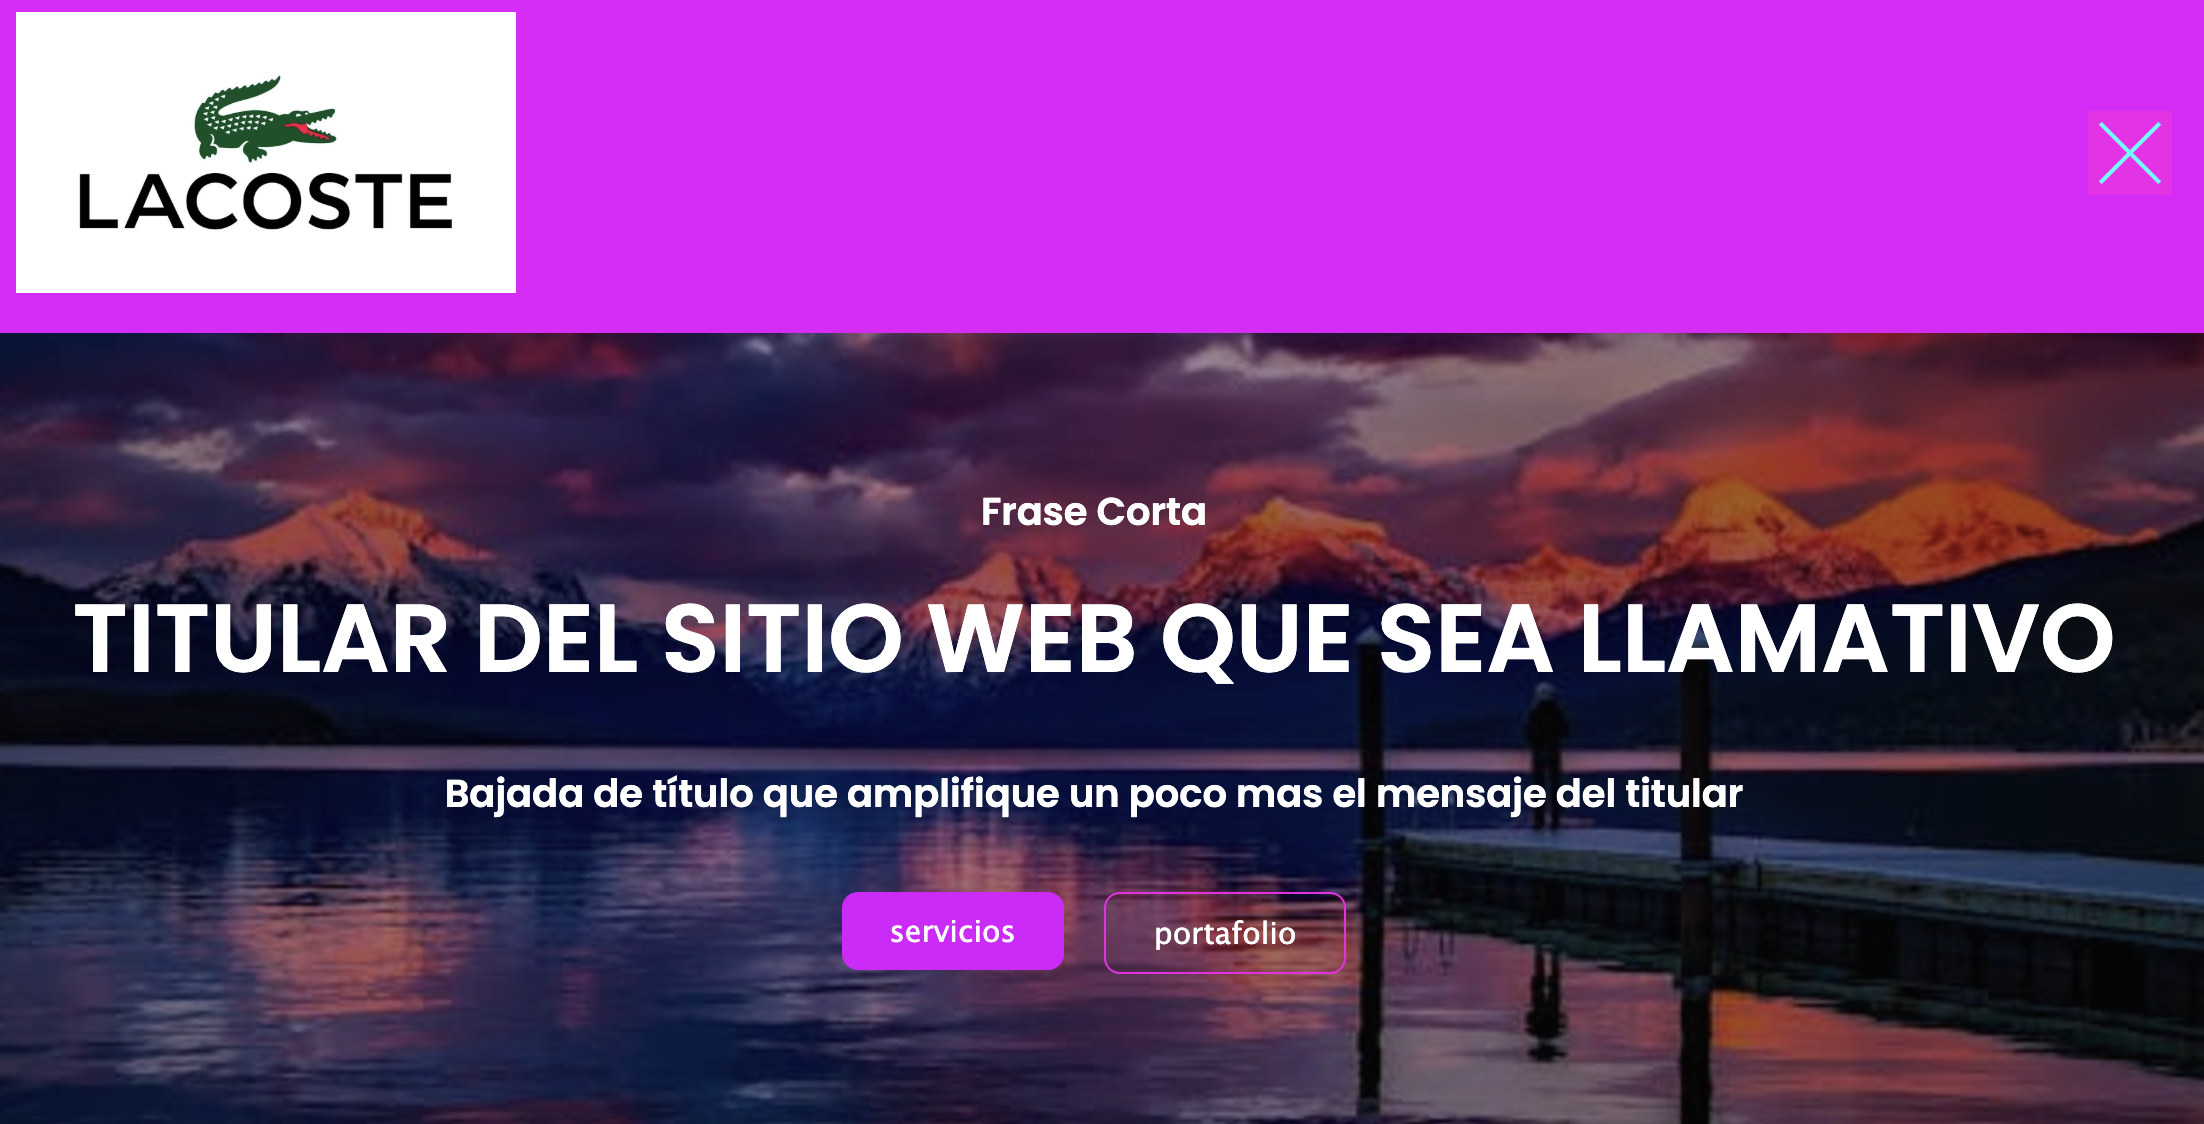 LACOSTE
Frase Corta
TITULAR DEL SITIO WEB QUE SEA LLAMATIVO
Bajada de título que amplifique un poco mas el mensaje del titular
servicios
portafolio